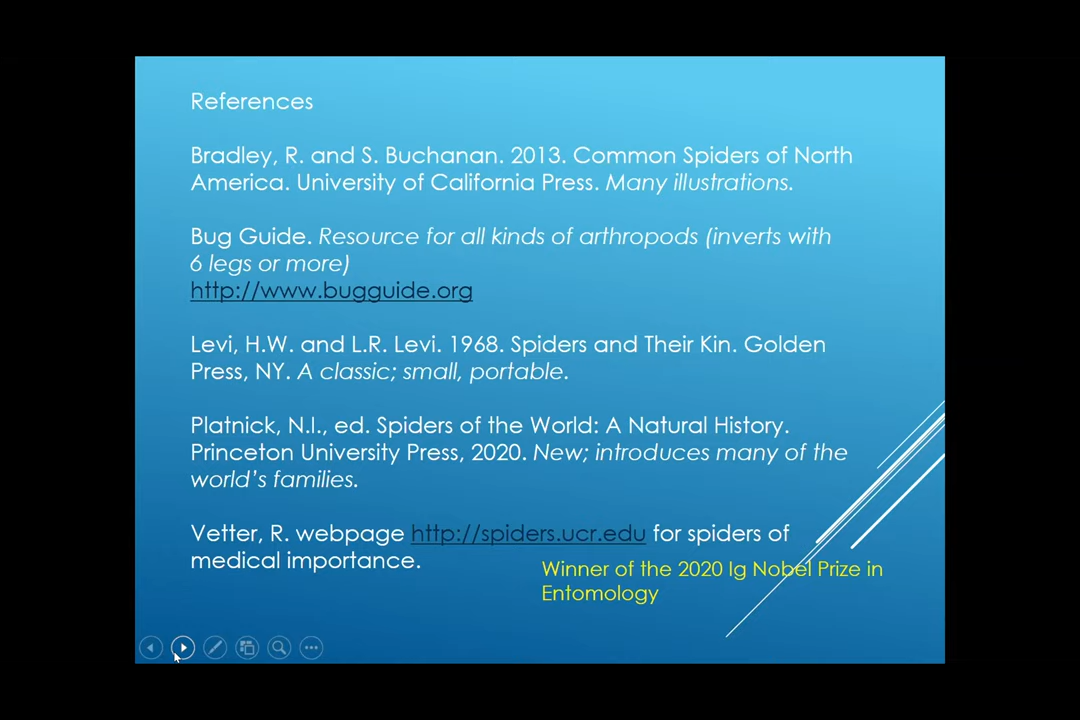 References
Bradley, R. and S. Buchanan. 2013. Common Spiders of North
America. University of California Press. Many illustrations.
Bug Guide. Resource for all kinds of arthropods (inverts with
6 legs or more)
http://www.bugguide.org
Levi, H.W. and L.R. Levi. 1968. Spiders and Their Kin. Golden
Press, NY. A classic; small, portable.
Platnick, N.I., ed. Spiders of the World: A Natural History.
Princeton University Press, 2020. New; introduces many of the
world's families.
Vetter, R. webpage http://spiders.ucr.edu for spiders of
medical importance.
Winner of the 2020 Ig Nobel Prize in
Entomology